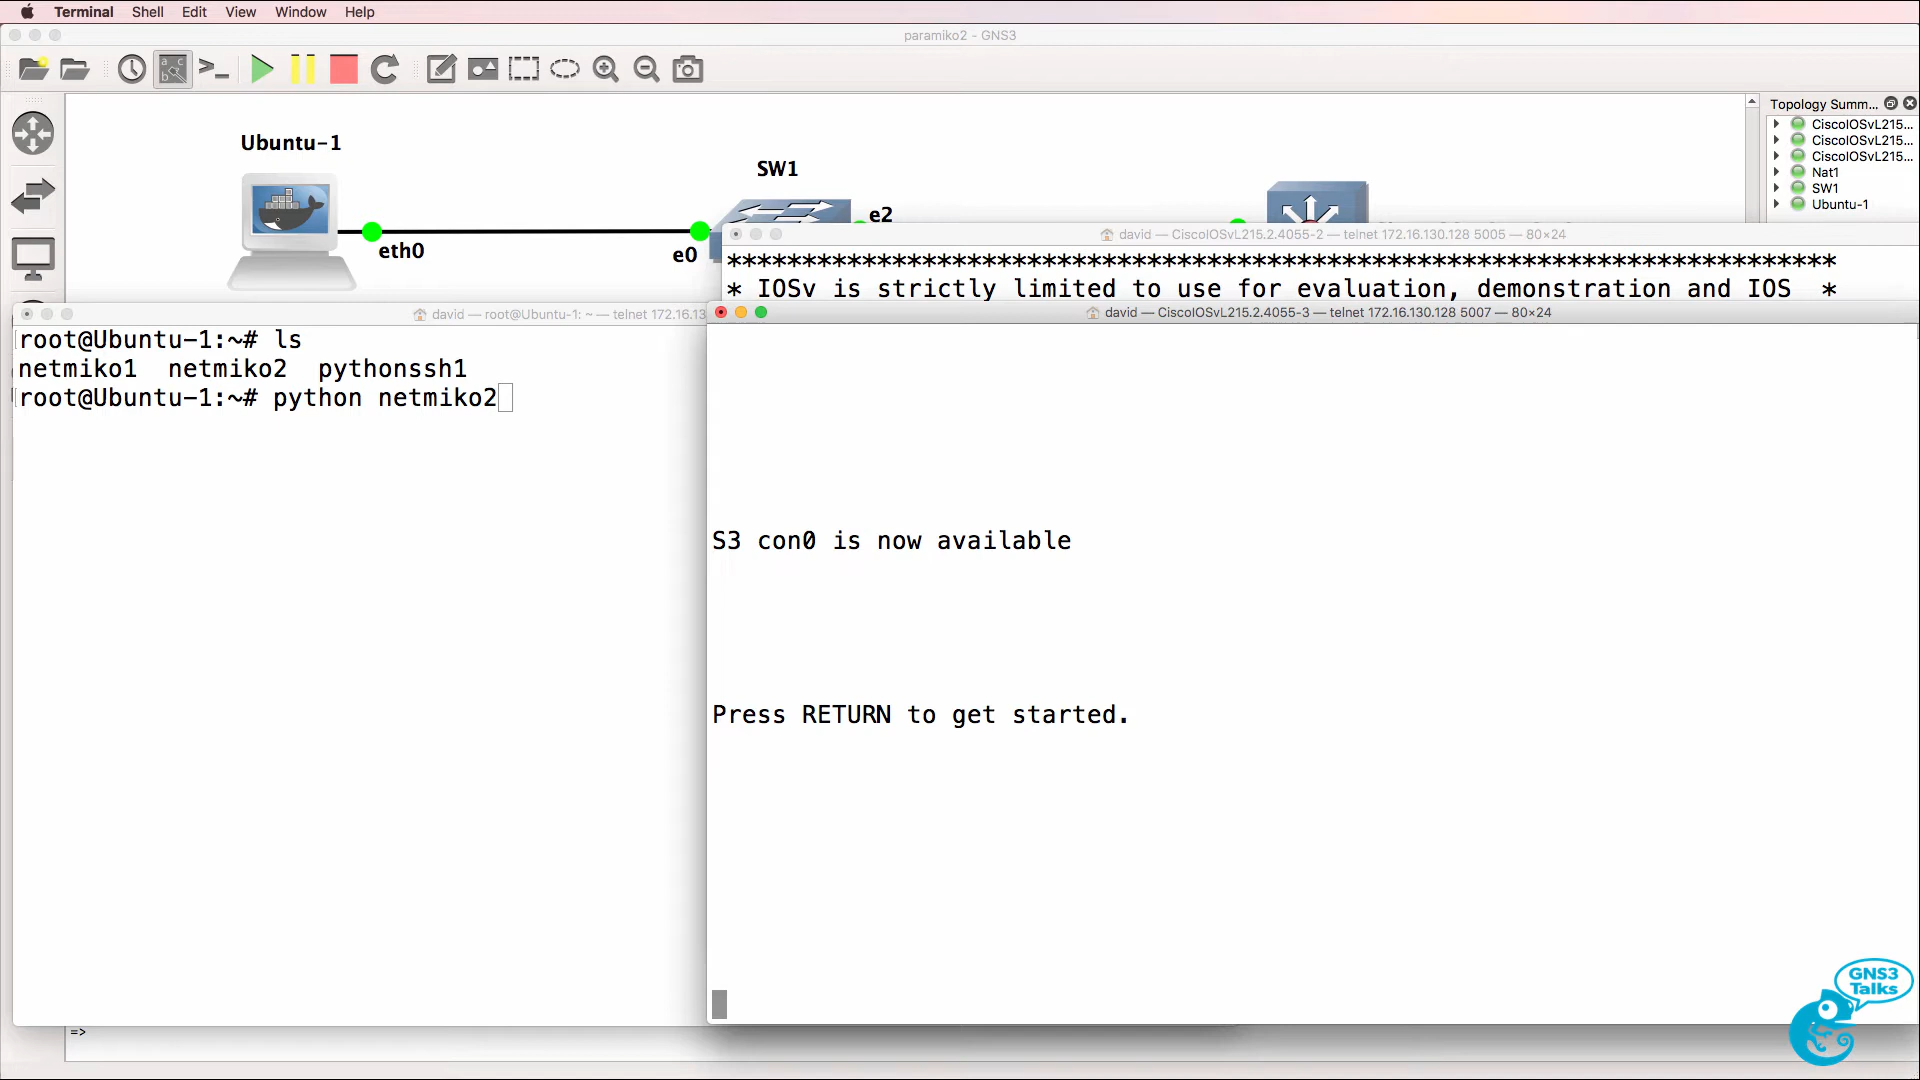 Terminal Shell Edit View Window Help
paramiko2 - GNS3
Ubuntu-1
SW1
e2
eth0
e0
Topology Summ...
CiscoIOSvL215...
CiscoIOSvL215...
CiscoIOSvL215...
Nat1
SW1
Ubuntu-1
david — CiscoIOSvL215.2.4055-2 — telnet 172.16.130.128 5005 — 80×24
**************************************************************************
* IOSv is strictly limited to use for evaluation, demonstration and IOS *
david — root@Ubuntu-1: ~ — telnet 172.16.13
root@Ubuntu-1:~# ls
netmiko1 netmiko2 pythonssh1
root@Ubuntu-1:~# python netmiko2
david — CiscoIOSvL215.2.4055-3 — telnet 172.16.130.128 5007 — 80×24
S3 con0 is now available
Press RETURN to get started.
=>
GNS3
Talks